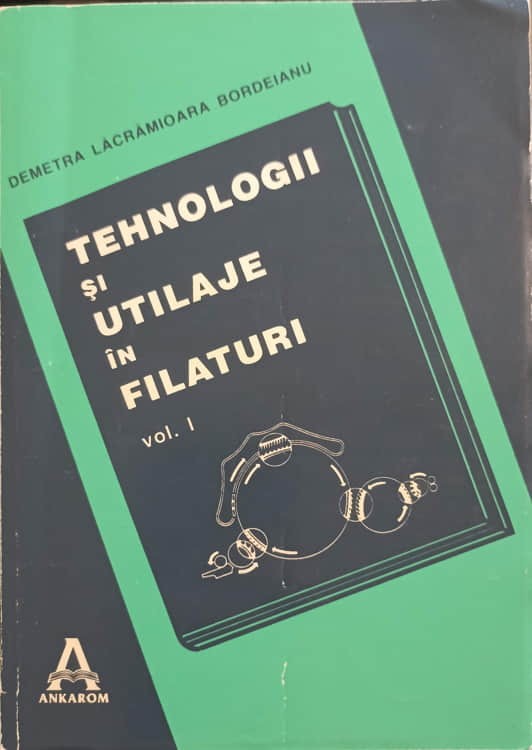 DEMETRA LĂCRĂMIOARA BORDEIANU
TEHNOLOGII
ŞI
UTILAJE
ÎN
FILATURI
vol. I
A
ANKAROM